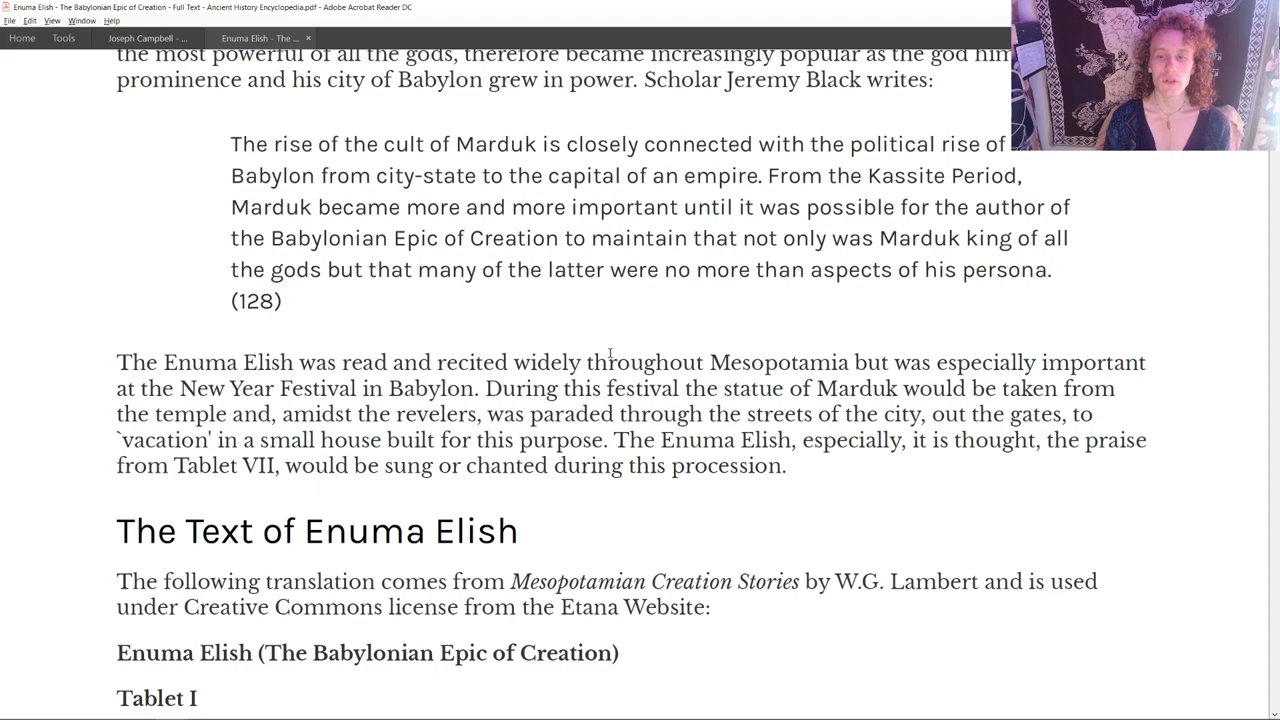 Enuma Elish - The Babylonian Epic of Creation - Full Text - Ancient History Encyclopedia.pdf - Adobe Acrobat Reader DC
File Edit View Window Help
Home Tools Joseph Campbell - ... Enuma Elish - The ... ×
the most powerful of all the gods, therefore became increasingly popular as the god him
prominence and his city of Babylon grew in power. Scholar Jeremy Black writes:
The rise of the cult of Marduk is closely connected with the political rise of
Babylon from city-state to the capital of an empire. From the Kassite Period,
Marduk became more and more important until it was possible for the author of
the Babylonian Epic of Creation to maintain that not only was Marduk king of all
the gods but that many of the latter were no more than aspects of his persona.
(128)
The Enuma Elish was read and recited widely throughout Mesopotamia but was especially important
at the New Year Festival in Babylon. During this festival the statue of Marduk would be taken from
the temple and, amidst the revelers, was paraded through the streets of the city, out the gates, to
`vacation' in a small house built for this purpose. The Enuma Elish, especially, it is thought, the praise
from Tablet VII, would be sung or chanted during this procession.
The Text of Enuma Elish
The following translation comes from Mesopotamian Creation Stories by W.G. Lambert and is used
under Creative Commons license from the Etana Website:
Enuma Elish (The Babylonian Epic of Creation)
Tablet I